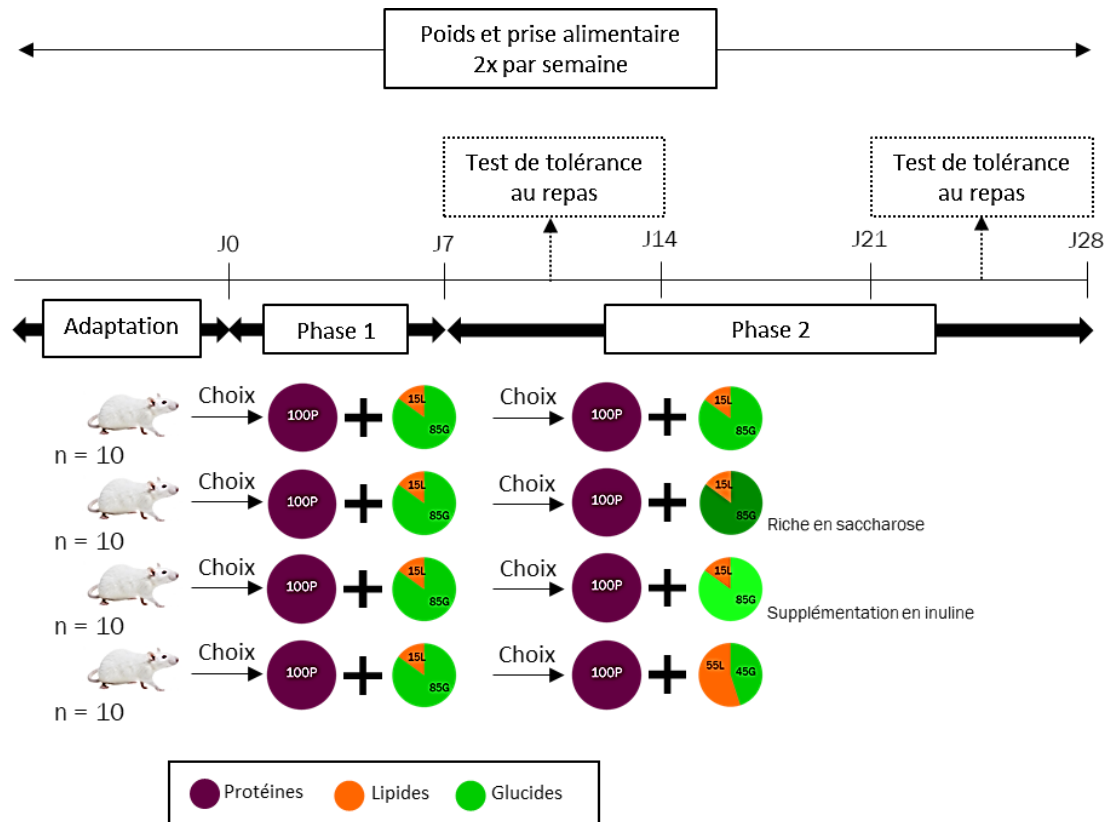 Poids et prise alimentaire
2x par semaine
Test de tolérance
au repas
Test de tolérance
au repas
J0
J7
J14
J21
J28
Adaptation
Phase 1
Phase 2
Choix
100P
15L
85G
Choix
100P
15L
85G
n = 10
Choix
100P
15L
85G
Choix
100P
15L
85G
Riche en saccharose
n = 10
Choix
100P
15L
85G
Choix
100P
15L
85G
Supplémentation en inuline
n = 10
Choix
100P
15L
85G
Choix
100P
55L
45G
n = 10
Protéines
Lipides
Glucides